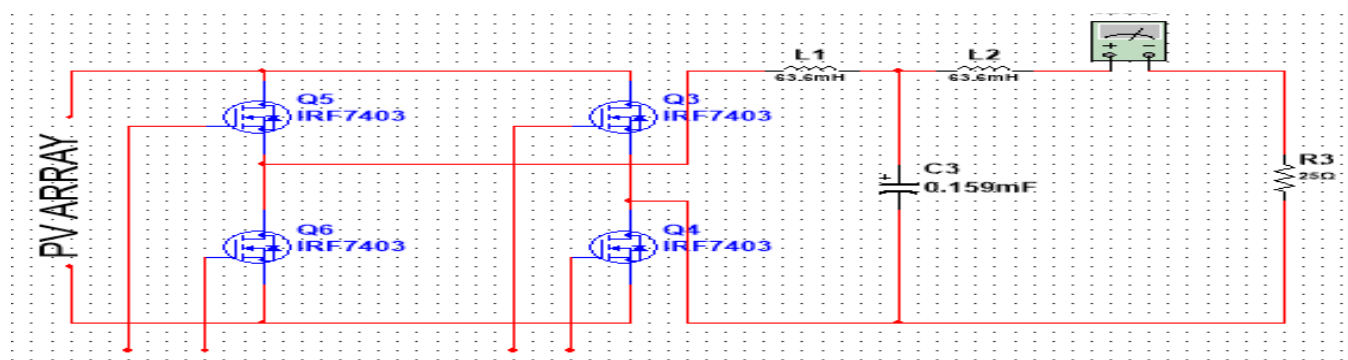 L1
63.6mH
L2
63.6mH
+ −
Q5
IRF7403
Q3
IRF7403
PV ARRAY
+
C3
0.159mF
R3
25Ω
Q6
IRF7403
Q4
IRF7403